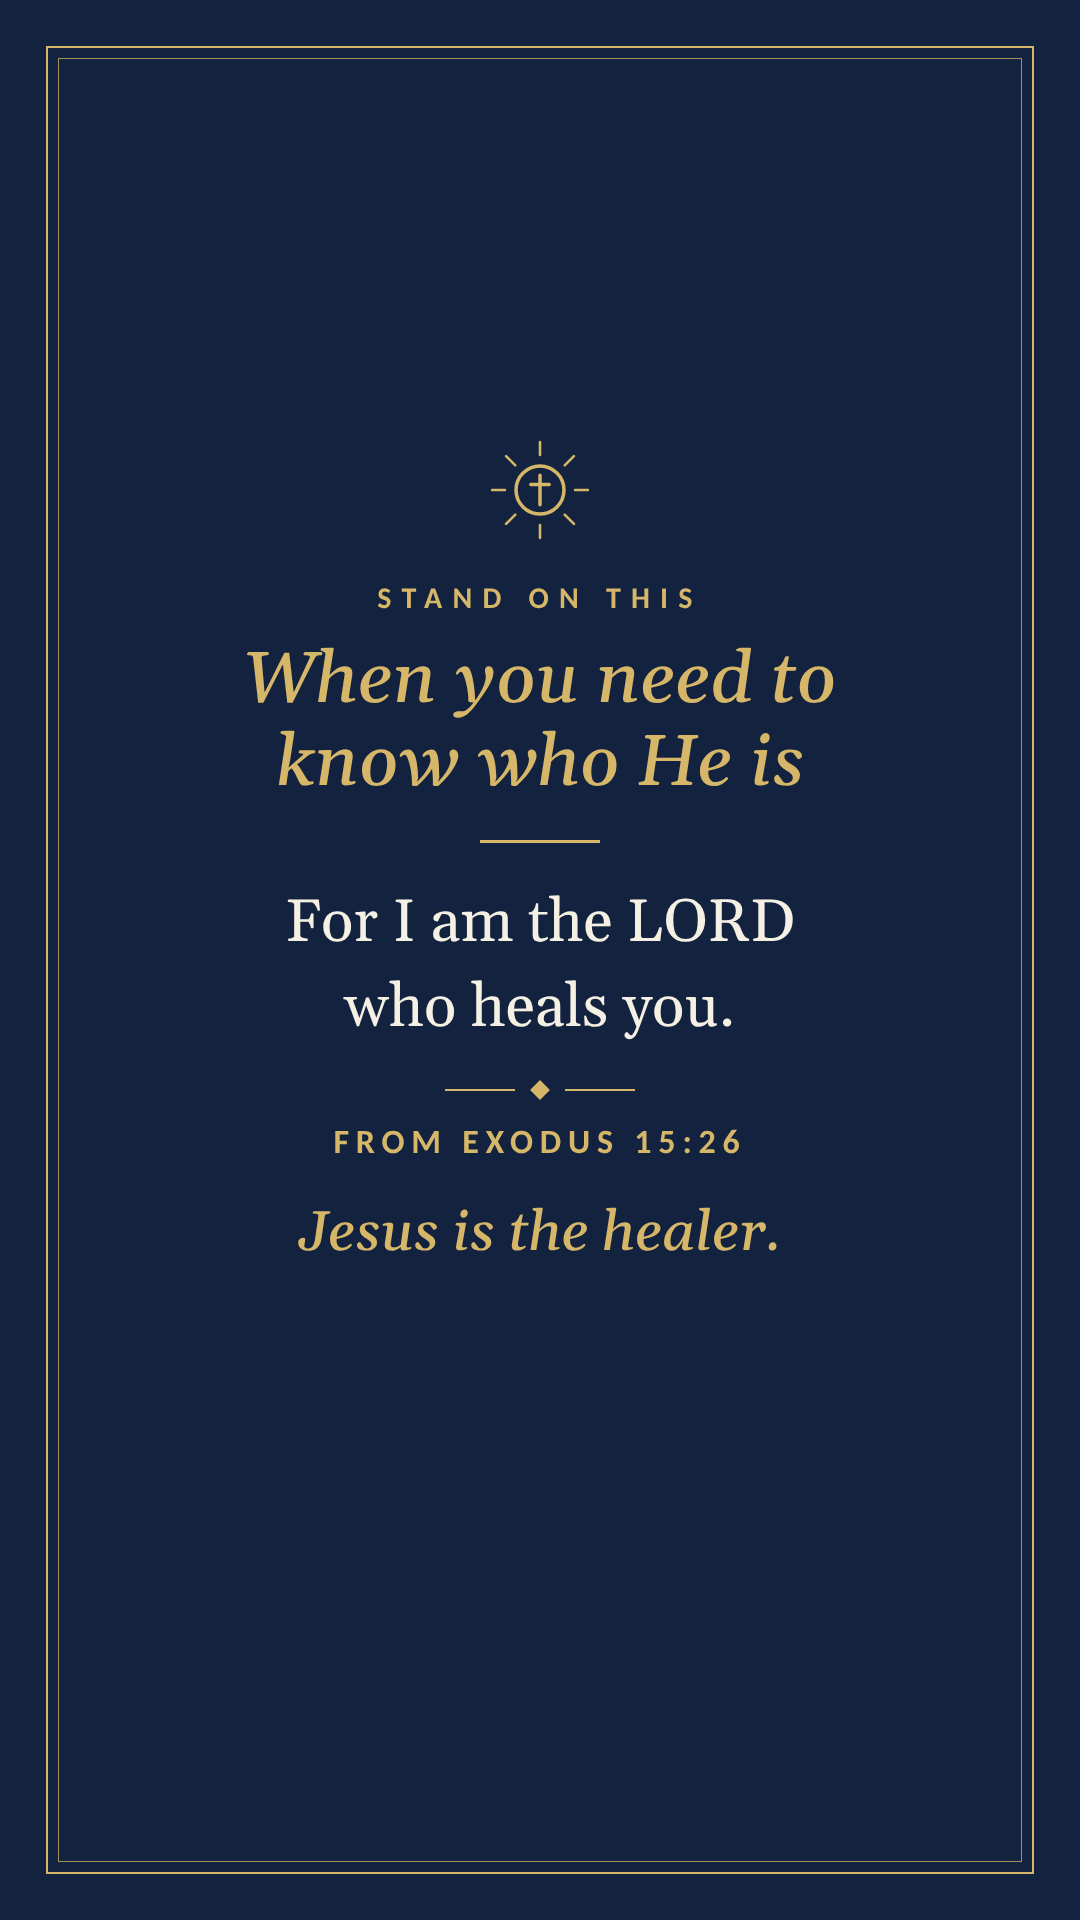 STAND ON THIS
When you need to
know who He is
For I am the LORD
who heals you.
FROM EXODUS 15:26
Jesus is the healer.